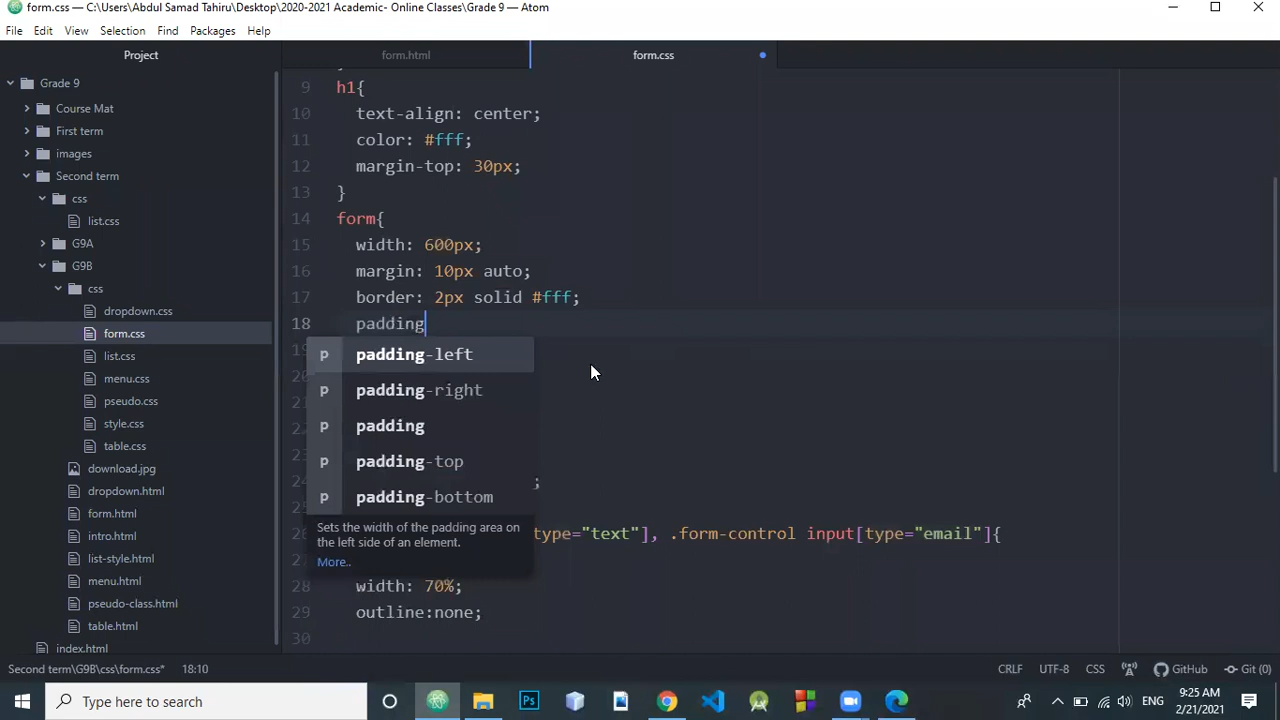 form.css — C:\Users\Abdul Samad Tahiru\Desktop\2020-2021 Academic- Online Classes\Grade 9 — Atom
File Edit View Selection Find Packages Help
Project
form.html
form.css
Grade 9
Course Mat
First term
images
Second term
css
list.css
G9A
G9B
css
dropdown.css
form.css
list.css
menu.css
pseudo.css
style.css
table.css
download.jpg
dropdown.html
form.html
intro.html
list-style.html
menu.html
pseudo-class.html
table.html
index.html
9 h1{
10 text-align: center;
11 color: #fff;
12 margin-top: 30px;
13 }
14 form{
15 width: 600px;
16 margin: 10px auto;
17 border: 2px solid #fff;
18 padding
p padding-left
p padding-right
p padding
p padding-top
p padding-bottom
Sets the width of the padding area on
the left side of an element.
More..
;
type="text"], .form-control input[type="email"]{
28 width: 70%;
29 outline:none;
30
Second term\G9B\css\form.css* 18:10
CRLF UTF-8 CSS GitHub Git (0)
Type here to search
Ps
ENG
9:25 AM
2/21/2021